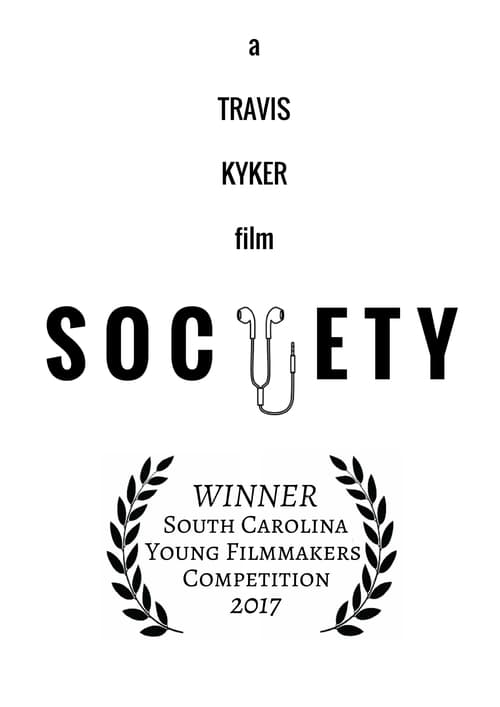 a
TRAVIS
KYKER
film
SOC ETY
WINNER
SOUTH CAROLINA
YOUNG FILMMAKERS
COMPETITION
2017